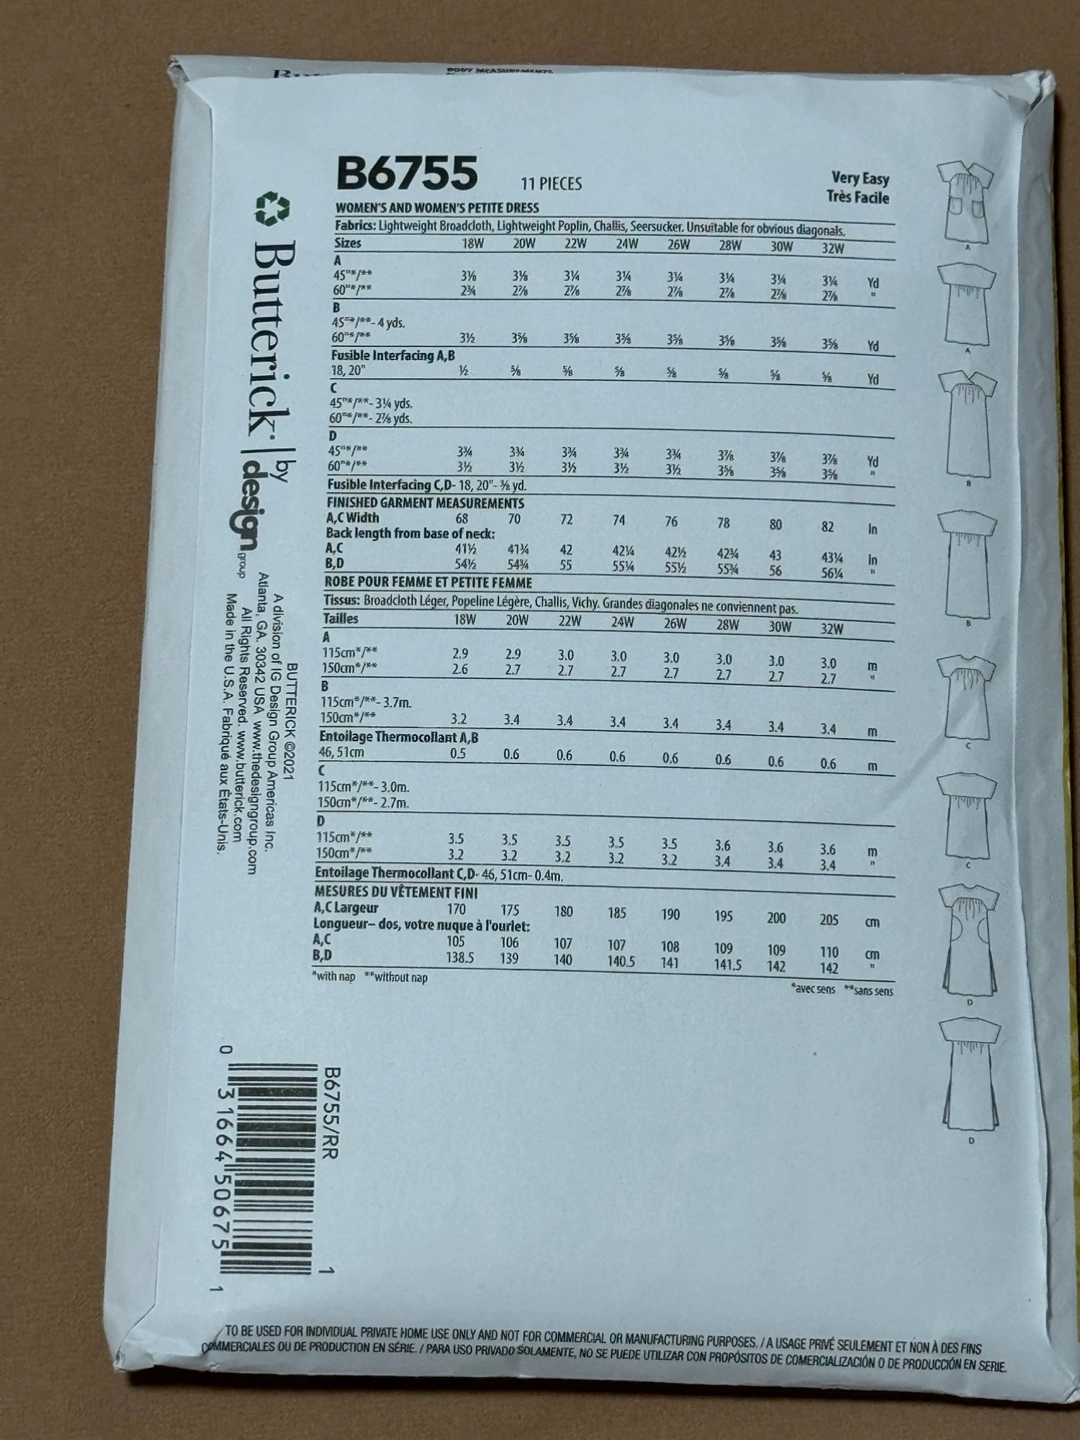 BODY MEASUREMENTS
B6755 11 PIECES
Very Easy
Très Facile
WOMEN'S AND WOMEN'S PETITE DRESS
Fabrics: Lightweight Broadcloth, Lightweight Poplin, Challis, Seersucker. Unsuitable for obvious diagonals.
Sizes 18W 20W 22W 24W 26W 28W 30W 32W
A
45"*/** 3⅛ 3⅛ 3¼ 3¼ 3¼ 3¼ 3¼ 3¼ Yd
60"*/** 2¾ 2⅞ 2⅞ 2⅞ 2⅞ 2⅞ 2⅞ 2⅞ "
B
45"*/**- 4 yds.
60"*/** 3½ 3⅝ 3⅝ 3⅝ 3⅝ 3⅝ 3⅝ 3⅝ Yd
Fusible Interfacing A,B
18, 20" ½ ⅝ ⅝ ⅝ ⅝ ⅝ ⅝ ⅝ Yd
C
45"*/**- 3¼ yds.
60"*/**- 2⅞ yds.
D
45"*/** 3¾ 3¾ 3¾ 3¾ 3¾ 3⅞ 3⅞ 3⅞ Yd
60"*/** 3½ 3½ 3½ 3½ 3½ 3⅝ 3⅝ 3⅝ "
Fusible Interfacing C,D- 18, 20"- ⅜ yd.
FINISHED GARMENT MEASUREMENTS
A,C Width 68 70 72 74 76 78 80 82 In
Back length from base of neck:
A,C 41½ 41¾ 42 42¼ 42½ 42¾ 43 43¼ In
B,D 54½ 54¾ 55 55¼ 55½ 55¾ 56 56¼ "
ROBE POUR FEMME ET PETITE FEMME
Tissus: Broadcloth Léger, Popeline Légère, Challis, Vichy. Grandes diagonales ne conviennent pas.
Tailles 18W 20W 22W 24W 26W 28W 30W 32W
A
115cm*/** 2.9 2.9 3.0 3.0 3.0 3.0 3.0 3.0 m
150cm*/** 2.6 2.7 2.7 2.7 2.7 2.7 2.7 2.7 "
B
115cm*/**- 3.7m.
150cm*/** 3.2 3.4 3.4 3.4 3.4 3.4 3.4 3.4 m
Entoilage Thermocollant A,B
46, 51cm 0.5 0.6 0.6 0.6 0.6 0.6 0.6 0.6 m
C
115cm*/**- 3.0m.
150cm*/**- 2.7m.
D
115cm*/** 3.5 3.5 3.5 3.5 3.5 3.6 3.6 3.6 m
150cm*/** 3.2 3.2 3.2 3.2 3.2 3.4 3.4 3.4 "
Entoilage Thermocollant C,D- 46, 51cm- 0.4m.
MESURES DU VÊTEMENT FINI
A,C Largeur 170 175 180 185 190 195 200 205 cm
Longueur– dos, votre nuque à l'ourlet:
A,C 105 106 107 107 108 109 109 110 cm
B,D 138.5 139 140 140.5 141 141.5 142 142 "
*with nap **without nap *avec sens **sans sens
A
A
B
B
C
C
D
D
Butterick by design group
BUTTERICK ©2021
A division of IG Design Group Americas Inc.
Atlanta, GA. 30342 USA www.thedesigngroup.com
All Rights Reserved. www.butterick.com
Made in the U.S.A. Fabriqué aux États-Unis.
B6755/RR
1
0 31664 50675 1
TO BE USED FOR INDIVIDUAL PRIVATE HOME USE ONLY AND NOT FOR COMMERCIAL OR MANUFACTURING PURPOSES. / A USAGE PRIVÉ SEULEMENT ET NON À DES FINS
COMMERCIALES OU DE PRODUCTION EN SÉRIE. / PARA USO PRIVADO SOLAMENTE, NO SE PUEDE UTILIZAR CON PROPÓSITOS DE COMERCIALIZACIÓN O DE PRODUCCIÓN EN SERIE.